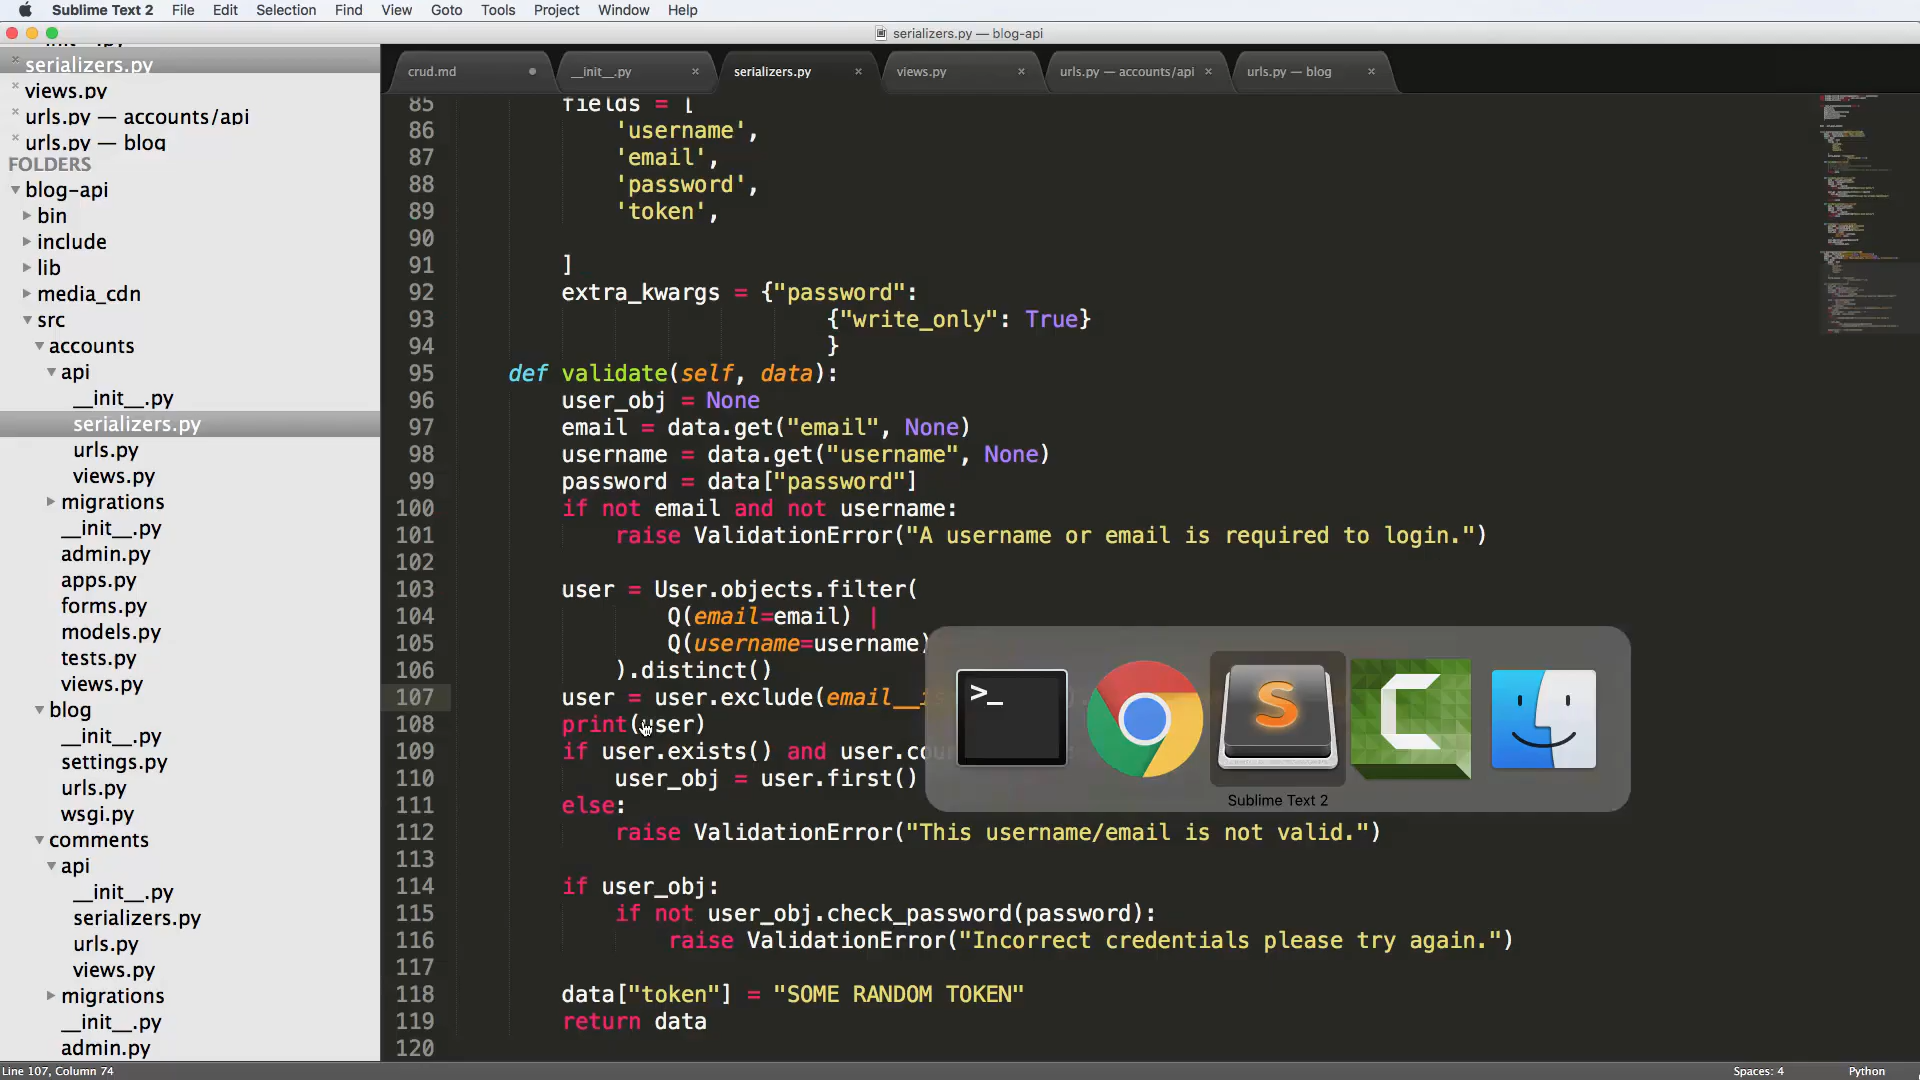 Sublime Text 2 File Edit Selection Find View Goto Tools Project Window Help
serializers.py — blog-api
serializers.py
views.py
urls.py — accounts/api
urls.py — blog
FOLDERS
blog-api
bin
include
lib
media_cdn
src
accounts
api
__init__.py
serializers.py
urls.py
views.py
migrations
__init__.py
admin.py
apps.py
forms.py
models.py
tests.py
views.py
blog
__init__.py
settings.py
urls.py
wsgi.py
comments
api
__init__.py
serializers.py
urls.py
views.py
migrations
__init__.py
admin.py
crud.md __init__.py serializers.py views.py urls.py — accounts/api urls.py — blog
85 fields = [
86 'username',
87 'email',
88 'password',
89 'token',
90
91 ]
92 extra_kwargs = {"password":
93 {"write_only": True}
94 }
95 def validate(self, data):
96 user_obj = None
97 email = data.get("email", None)
98 username = data.get("username", None)
99 password = data["password"]
100 if not email and not username:
101 raise ValidationError("A username or email is required to login.")
102
103 user = User.objects.filter(
104 Q(email=email) |
105 Q(username=username)
106 ).distinct()
107 user = user.exclude(
108 print(user)
109 if user.exists() and
110 user_obj = user.first()
111 else:
112 raise ValidationError("This username/email is not valid.")
113
114 if user_obj:
115 if not user_obj.check_password(password):
116 raise ValidationError("Incorrect credentials please try again.")
117
118 data["token"] = "SOME RANDOM TOKEN"
119 return data
120
>_
S
C
Sublime Text 2
Line 107, Column 74 Spaces: 4 Python